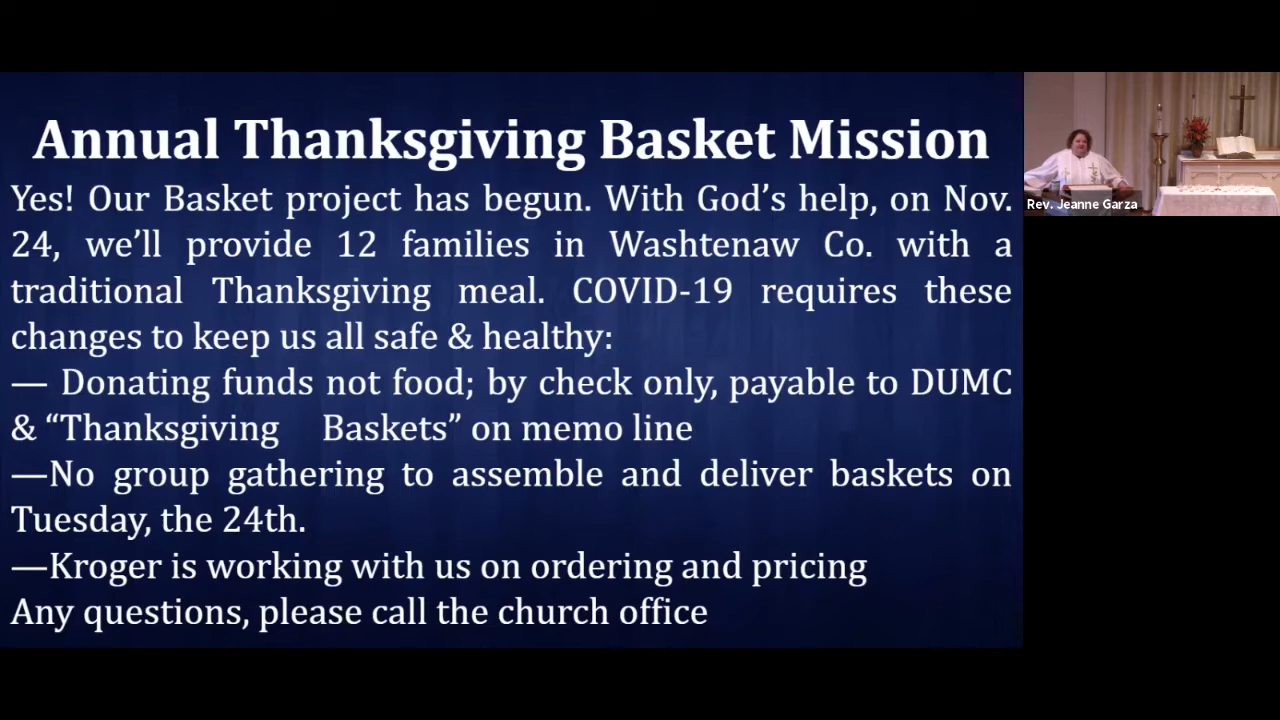 Annual Thanksgiving Basket Mission
Yes! Our Basket project has begun. With God’s help, on Nov.
24, we’ll provide 12 families in Washtenaw Co. with a
traditional Thanksgiving meal. COVID-19 requires these
changes to keep us all safe & healthy:
— Donating funds not food; by check only, payable to DUMC
& “Thanksgiving Baskets” on memo line
—No group gathering to assemble and deliver baskets on
Tuesday, the 24th.
—Kroger is working with us on ordering and pricing
Any questions, please call the church office
Rev. Jeanne Garza